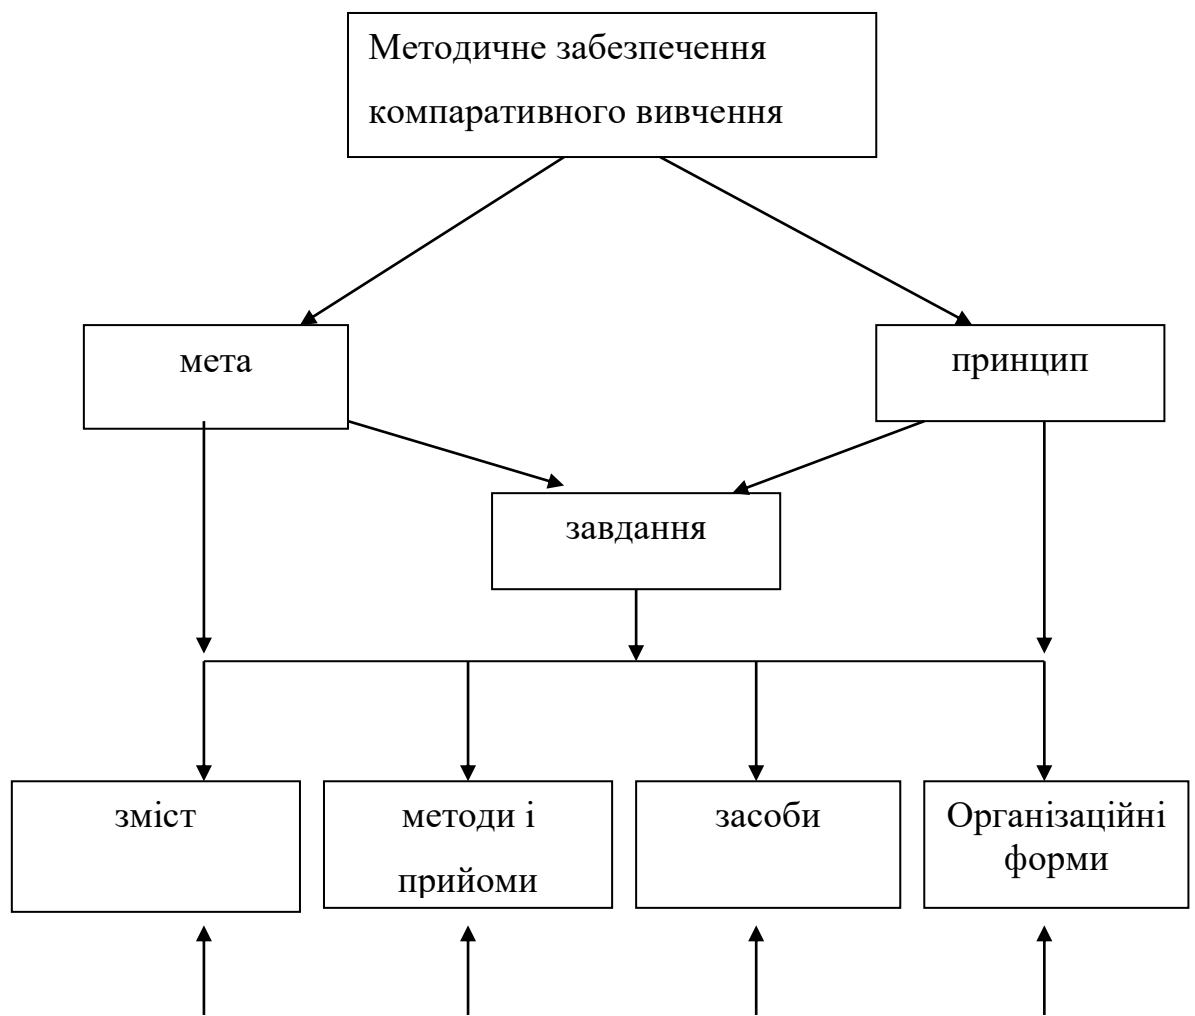 Методичне забезпечення
компаративного вивчення
мета
принцип
завдання
зміст
методи і
прийоми
засоби
Організаційні
форми